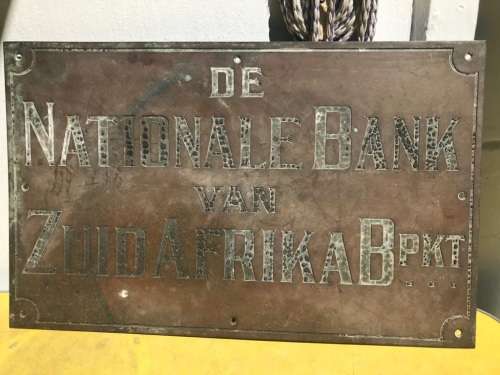 DE
NATIONALE BANK
VAN
ZUID AFRIKA BPKT